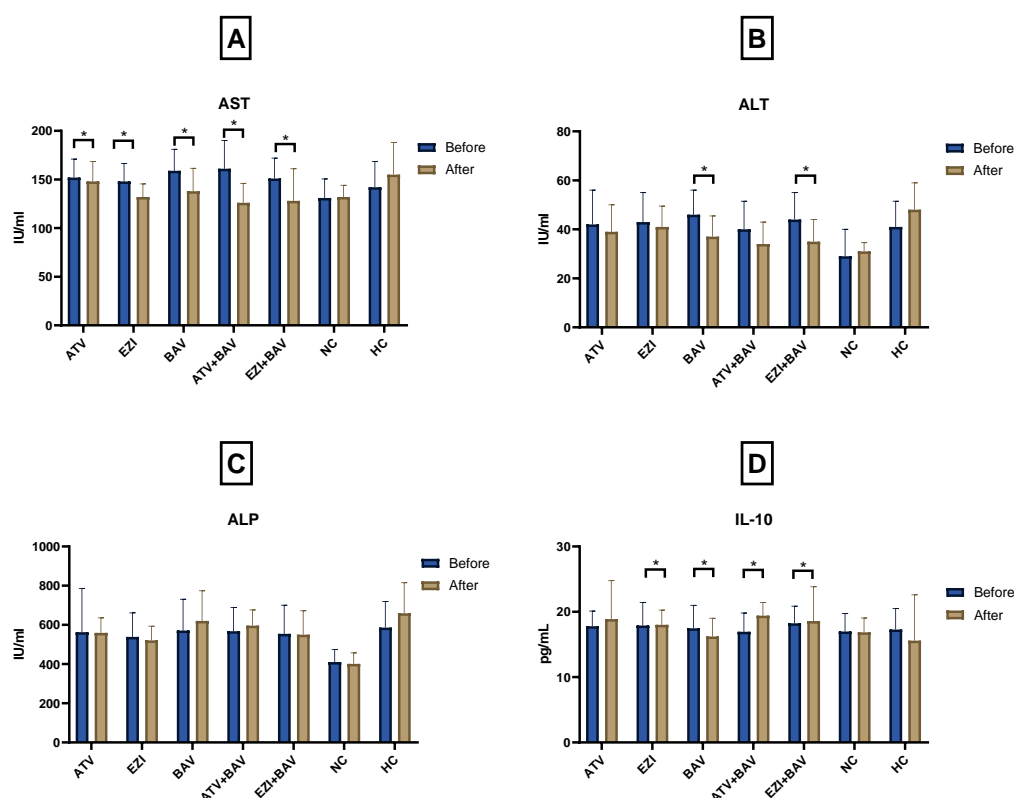 A
AST
* * * * *
200
150
100
50
0
IU/ml
Before
After
ATV EZI BAV ATV+BAV EZI+BAV NC HC
B
ALT
* *
80
60
40
20
0
IU/ml
Before
After
ATV EZI BAV ATV+BAV EZI+BAV NC HC
C
ALP
1000
800
600
400
200
0
IU/ml
Before
After
ATV EZI BAV ATV+BAV EZI+BAV NC HC
D
IL-10
* * * *
30
20
10
0
pg/mL
Before
After
ATV EZI BAV ATV+BAV EZI+BAV NC HC